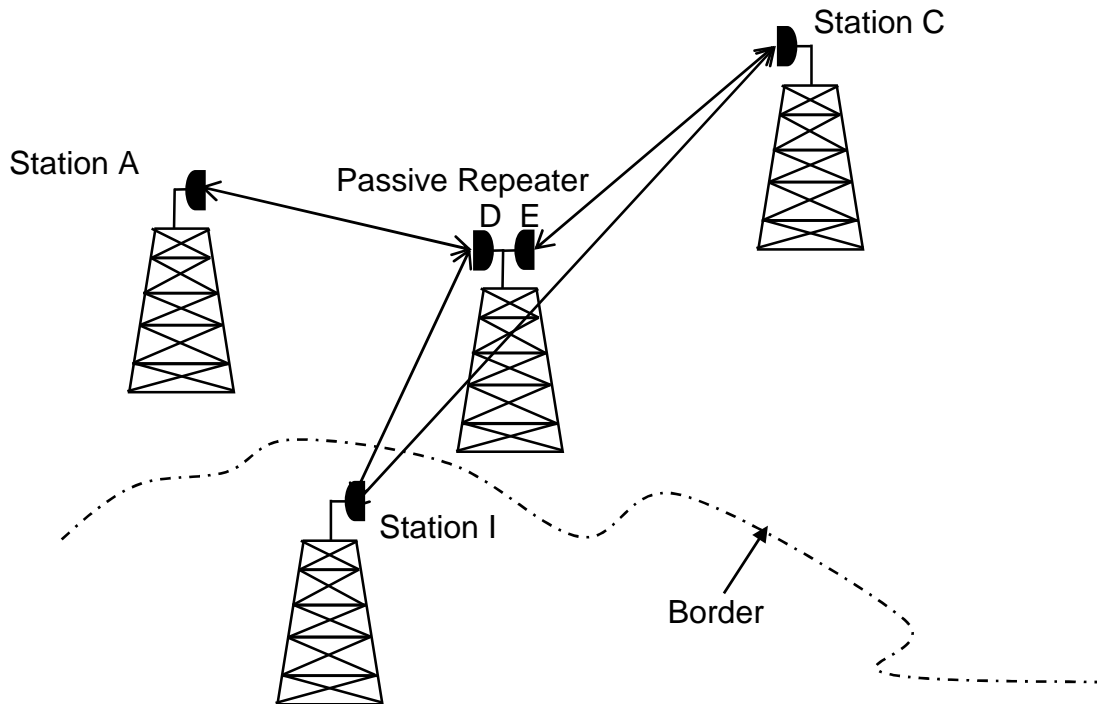 Station C
Station A
Passive Repeater
D E
Station I
Border